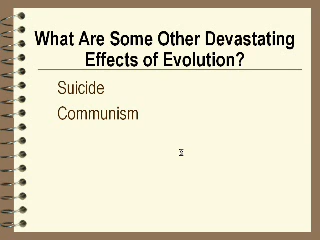 What Are Some Other Devastating
Effects of Evolution?
Suicide
Communism